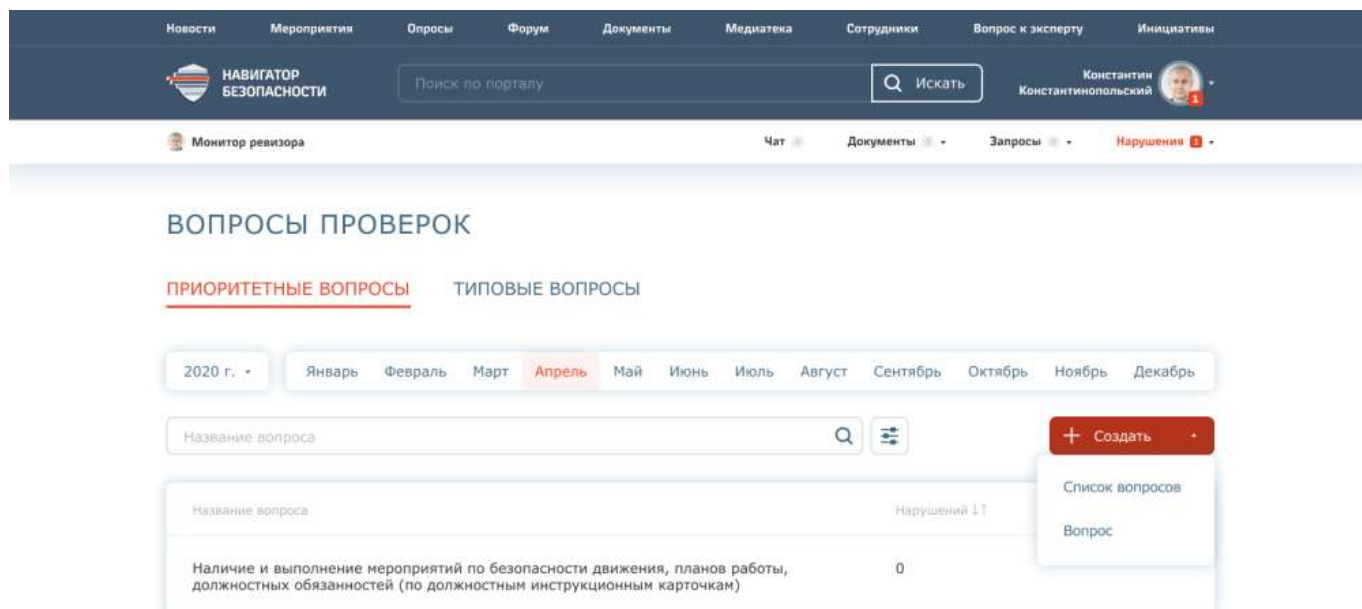 Новости Мероприятия Опросы Форум Документы Медиатека Сотрудники Вопрос к эксперту Инициативы
НАВИГАТОР
БЕЗОПАСНОСТИ
Поиск по порталу
Искать
Константин
Константинопольский
1
Монитор ревизора Чат Документы Запросы Нарушения 1
ВОПРОСЫ ПРОВЕРОК
ПРИОРИТЕТНЫЕ ВОПРОСЫ ТИПОВЫЕ ВОПРОСЫ
2020 г. Январь Февраль Март Апрель Май Июнь Июль Август Сентябрь Октябрь Ноябрь Декабрь
Название вопроса
+ Создать
Список вопросов
Вопрос
Название вопроса Нарушений ↓↑
Наличие и выполнение мероприятий по безопасности движения, планов работы, 0
должностных обязанностей (по должностным инструкционным карточкам)